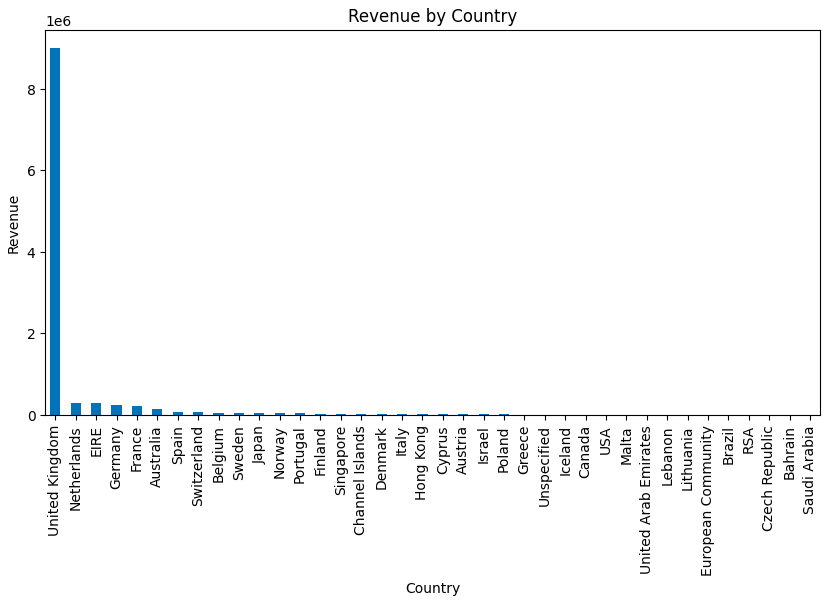 Revenue by Country
1e6
8
6
4
2
0
Revenue
United Kingdom
Netherlands
EIRE
Germany
France
Australia
Spain
Switzerland
Belgium
Sweden
Japan
Norway
Portugal
Finland
Singapore
Channel Islands
Denmark
Italy
Hong Kong
Cyprus
Austria
Israel
Poland
Greece
Unspecified
Iceland
Canada
USA
Malta
United Arab Emirates
Lebanon
Lithuania
European Community
Brazil
RSA
Czech Republic
Bahrain
Saudi Arabia
Country